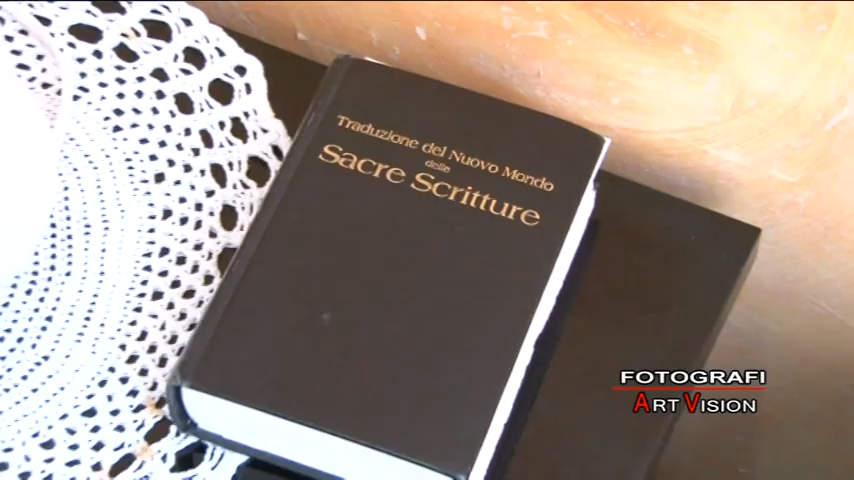 Traduzione del Nuovo Mondo
delle
Sacre Scritture
FOTOGRAFI
ART VISION